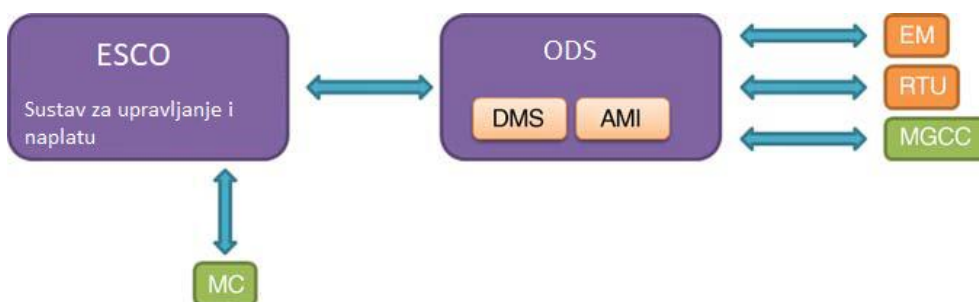 ESCO
Sustav za upravljanje i
naplatu
ODS
DMS
AMI
EM
RTU
MGCC
MC